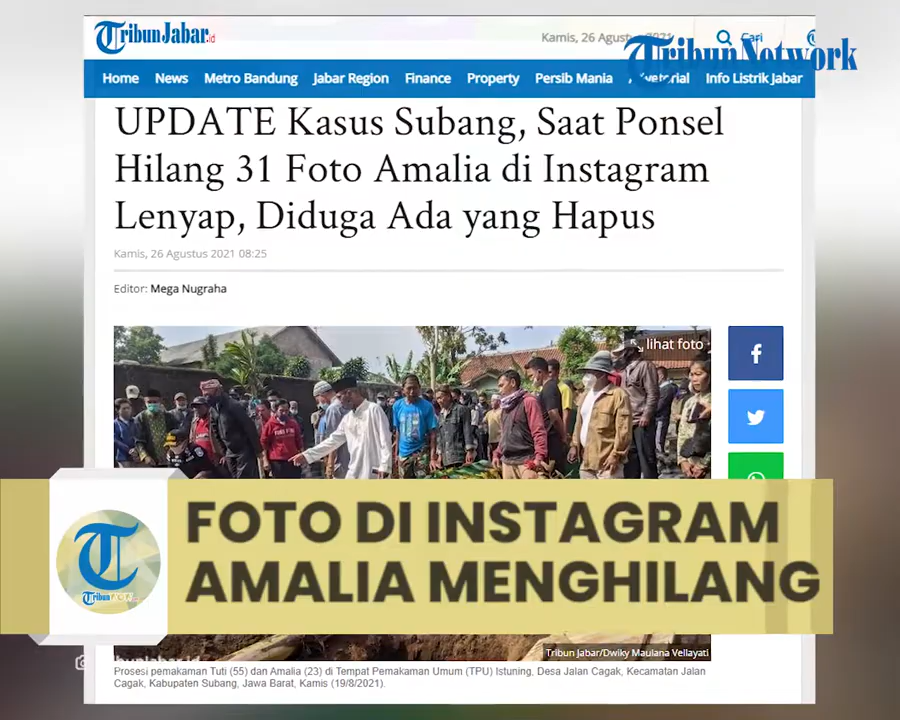 TribunJabar.id
Kamis, 26 Agustus 2021
Cari
TribunNetwork
Home News Metro Bandung Jabar Region Finance Property Persib Mania Advetorial Info Listrik Jabar
UPDATE Kasus Subang, Saat Ponsel
Hilang 31 Foto Amalia di Instagram
Lenyap, Diduga Ada yang Hapus
Kamis, 26 Agustus 2021 08:25
Editor: Mega Nugraha
lihat foto
FOTO DI INSTAGRAM
AMALIA MENGHILANG
Tribun
Tribun Jabar/Dwiky Maulana Vellayati
Prosesi pemakaman Tuti (55) dan Amalia (23) di Tempat Pemakaman Umum (TPU) Istuning, Desa Jalan Cagak, Kecamatan Jalan
Cagak, Kabupaten Subang, Jawa Barat, Kamis (19/8/2021).